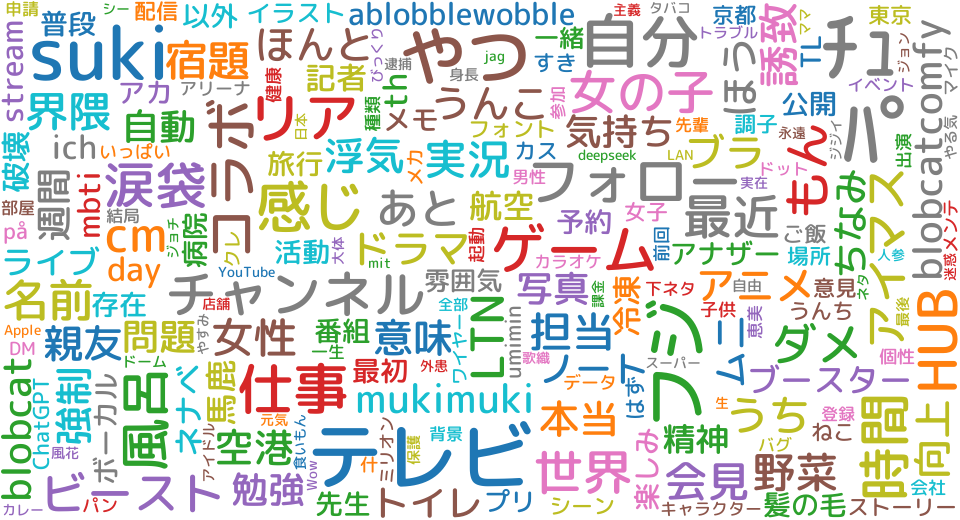 申請
シー
配信
以外
イラスト
ablobblewobble
普段
suki
宿題
ほんと
やつ
一緒
すき
京都
トラブル
主義
タバコ
ママ
東京
ジョン
マイク
やる気
stream
界隈
アカ
アリーナ
健康
びっくり
逮捕
身長
jag
自分
TL
誘致
チュパ
イベント
ほう
blobcatcomfy
破壊
自動
コラボ
リア
記者
日本
種類
メモ
Mth
うんこ
参加
女の子
公開
先輩
調子
永遠
ジジイ
出演
ich
いっぱい
涙袋
旅行
浮気
メカ
実況
フォント
カス
気持ち
deepseek
LAN
ブラ
ドット
実在
もん
ちなみ
アイマス
部屋
週間
mbti
結局
感じ
あと
航空
男性
フォロー
最近
på
cm
ジョチ
病院
クレ
活動
大体
ドラマ
起動
予約
女子
前回
アナザー
ご飯
場所
人参
迷惑メンテ
ライブ
day
YouTube
mit
ゲーム
カラオケ
ネタ
名前
存在
チャンネル
雰囲気
写真
課金
冷凍
下ネタ
自由
アニメ
意見
うんち
最後
HUB
Apple
DM
親友
問題
店舗
やすみ
女性
番組
一生
全部
意味
LTN
umimin
担当
子供
恵美
ムニ
ダメ
個性
ChatGPT
強制
ドーム
ネナベ
馬鹿
仕事
外患
最初
ワイヤー
歌織
ノート
スーパー
フジ
ブースター
blobcat
風花
ボーカル
風呂
アイドル
空港
元気
食いもん
mukimuki
本当
データ
はず
生
うち
登録
時間
向上
カレー
パン
ビースト
勉強
Wow
テレビ
ミリオン
什
保護
背景
世界
楽しみ
精神
バグ
ねこ
会社
先生
トイレ
プリ
シーン
会見
キャラクター
野菜
髪の毛
ストーリー